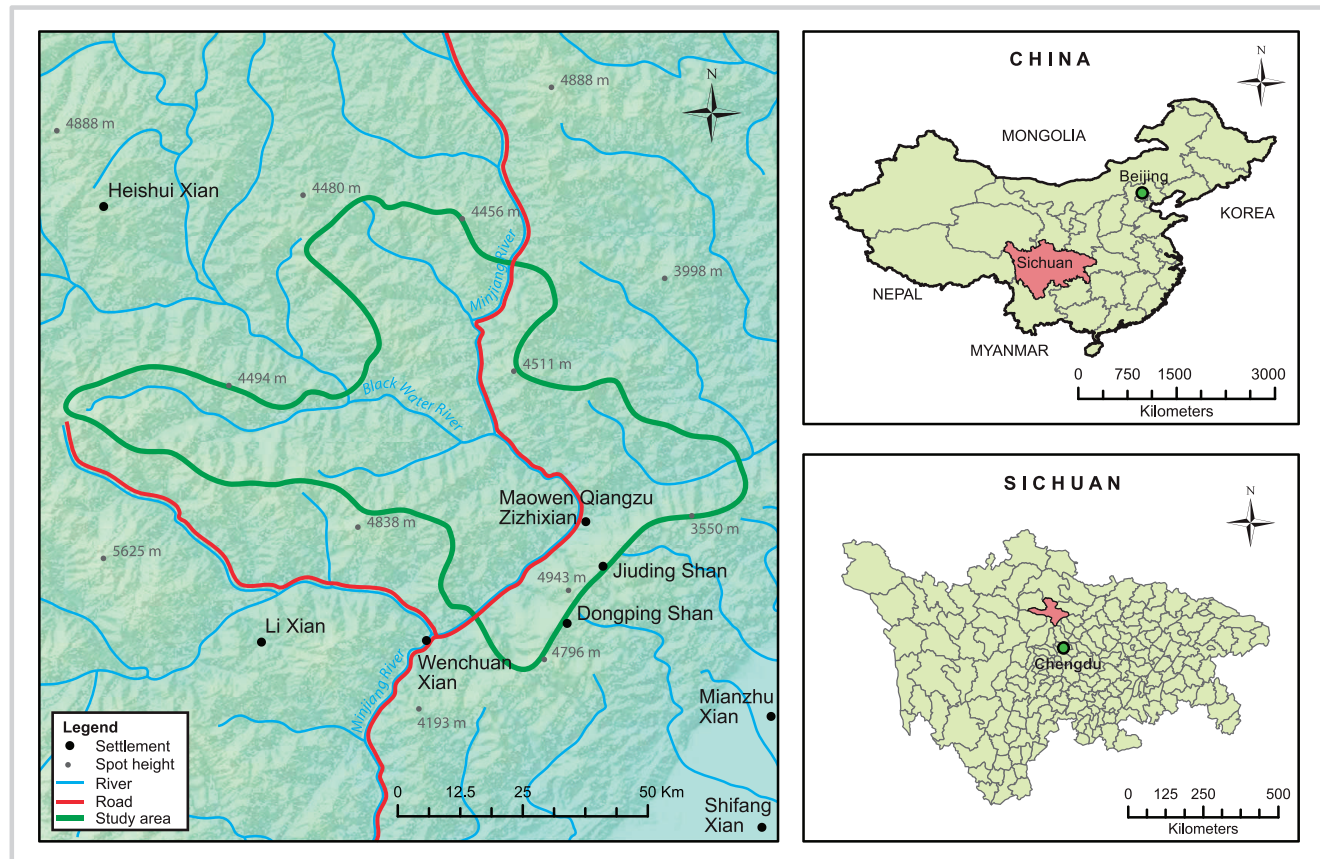 N
4888 m
4888 m
Heishui Xian
4480 m
4456 m
Minjiang River
3998 m
4511 m
4494 m
Black Water River
Maowen Qiangzu
Zizhixian
4838 m
3550 m
5625 m
Jiuding Shan
4943 m
Dongping Shan
Li Xian
Wenchuan
Xian
4796 m
Minjiang River
4193 m
Mianzhu
Xian
Shifang
Xian
Legend
Settlement
Spot height
River
Road
Study area
0 12.5 25 50 Km
CHINA
N
MONGOLIA
Beijing
KOREA
Sichuan
NEPAL
MYANMAR
0 750 1500 3000
Kilometers
SICHUAN
N
Chengdu
0 125 250 500
Kilometers